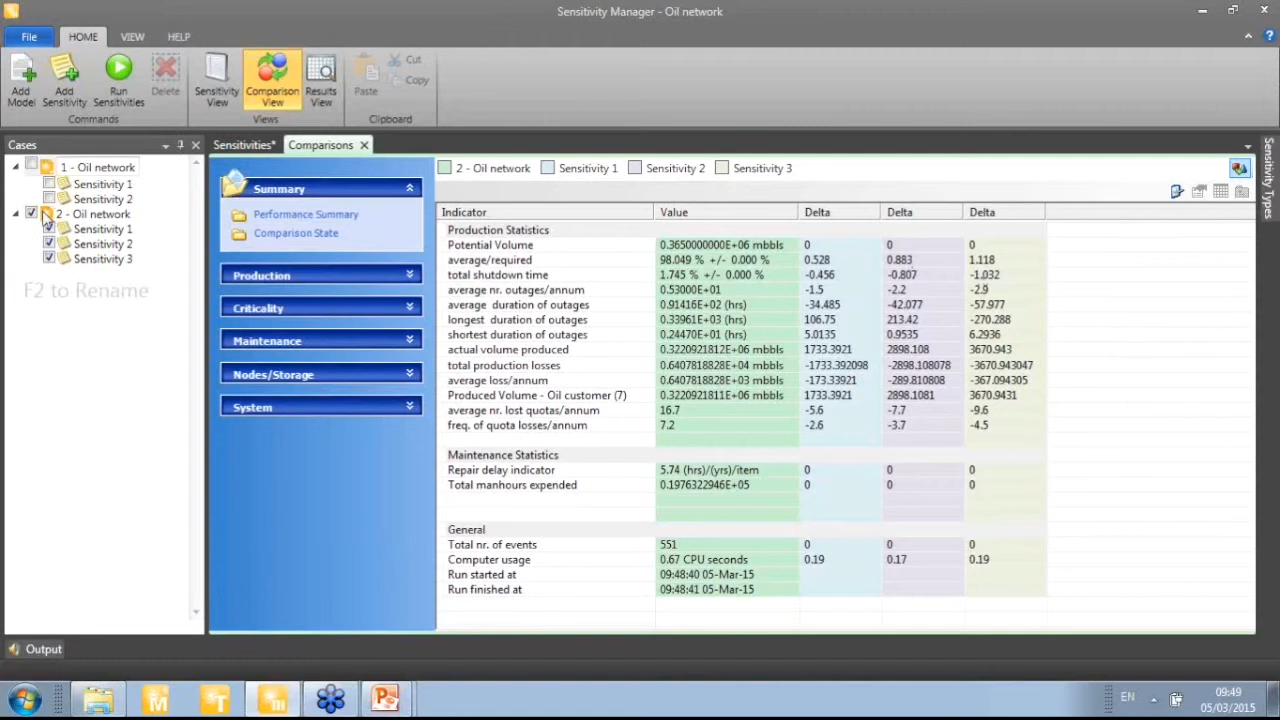 Sensitivity Manager - Oil network
File HOME VIEW HELP
Add Model
Add Sensitivity
Run Sensitivities
Delete
Sensitivity View
Comparison View
Results View
Paste
Cut
Copy
Commands
Views
Clipboard
Cases
1 - Oil network
Sensitivity 1
Sensitivity 2
2 - Oil network
Sensitivity 1
Sensitivity 2
Sensitivity 3
F2 to Rename
Sensitivities* Comparisons
Summary
Performance Summary
Comparison State
Production
Criticality
Maintenance
Nodes/Storage
System
2 - Oil network Sensitivity 1 Sensitivity 2 Sensitivity 3
Indicator Value Delta Delta Delta
Production Statistics
Potential Volume 0.3650000000E+06 mbbls 0 0 0
average/required 98.049 % +/- 0.000 % 0.528 0.883 1.118
total shutdown time 1.745 % +/- 0.000 % -0.456 -0.807 -1.032
average nr. outages/annum 0.53000E+01 -1.5 -2.2 -2.9
average duration of outages 0.91416E+02 (hrs) -34.485 -42.077 -57.977
longest duration of outages 0.33961E+03 (hrs) 106.75 213.42 -270.288
shortest duration of outages 0.24470E+01 (hrs) 5.0135 0.9535 6.2936
actual volume produced 0.3220921812E+06 mbbls 1733.3921 2898.108 3670.943
total production losses 0.6407818828E+04 mbbls -1733.392098 -2898.108078 -3670.943047
average loss/annum 0.6407818828E+03 mbbls -173.33921 -289.810808 -367.094305
Produced Volume - Oil customer (7) 0.3220921811E+06 mbbls 1733.3921 2898.1081 3670.9431
average nr. lost quotas/annum 16.7 -5.6 -7.7 -9.6
freq. of quota losses/annum 7.2 -2.6 -3.7 -4.5
Maintenance Statistics
Repair delay indicator 5.74 (hrs)/(yrs)/item 0 0 0
Total manhours expended 0.1976322946E+05 0 0 0
General
Total nr. of events 551 0 0 0
Computer usage 0.67 CPU seconds 0.19 0.17 0.19
Run started at 09:48:40 05-Mar-15
Run finished at 09:48:41 05-Mar-15
Sensitivity Types
Output
EN
09:49
05/03/2015